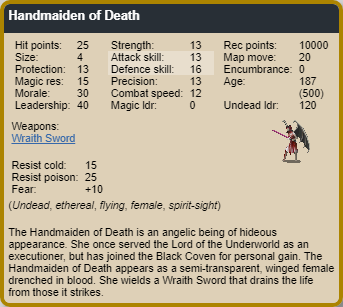 Handmaiden of Death
Hit points: 25 Strength: 13 Rec points: 10000
Size: 4 Attack skill: 13 Map move: 20
Protection: 13 Defence skill: 16 Encumbrance: 0
Magic res: 15 Precision: 13 Age: 187
Morale: 30 Combat speed: 12 (500)
Leadership: 40 Magic ldr: 0 Undead ldr: 120
Weapons:
Wraith Sword
Resist cold: 15
Resist poison: 25
Fear: +10
(Undead, ethereal, flying, female, spirit-sight)
The Handmaiden of Death is an angelic being of hideous
appearance. She once served the Lord of the Underworld as an
executioner, but has joined the Black Coven for personal gain. The
Handmaiden of Death appears as a semi-transparent, winged female
drenched in blood. She wields a Wraith Sword that drains the life
from those it strikes.